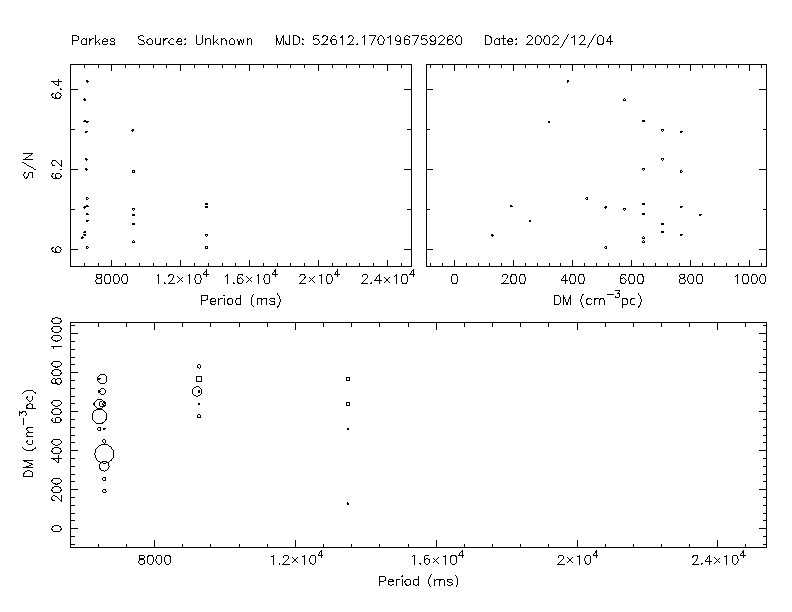 Parkes Source: Unknown MJD: 52612.170196759260 Date: 2002/12/04
S/N
6.4
6.2
6
8000 1.2×10⁴ 1.6×10⁴ 2×10⁴ 2.4×10⁴
Period (ms)
0 200 400 600 800 1000
DM (cm⁻³pc)
DM (cm⁻³pc)
1000
800
600
400
200
0
8000 1.2×10⁴ 1.6×10⁴ 2×10⁴ 2.4×10⁴
Period (ms)